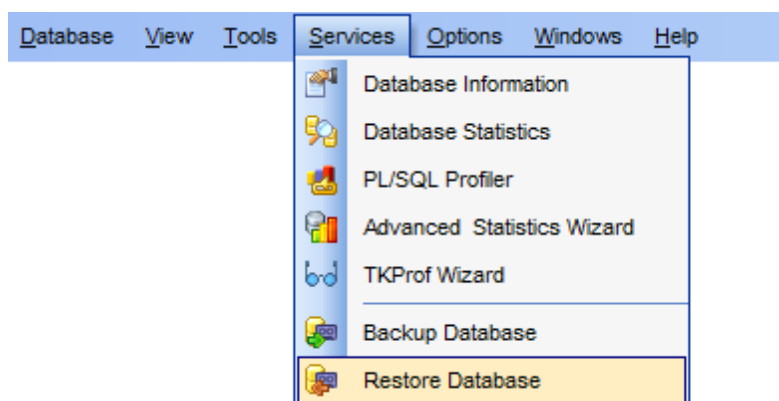 Database View Tools Services Options Windows Help
Database Information
Database Statistics
PL/SQL Profiler
Advanced Statistics Wizard
TKProf Wizard
Backup Database
Restore Database